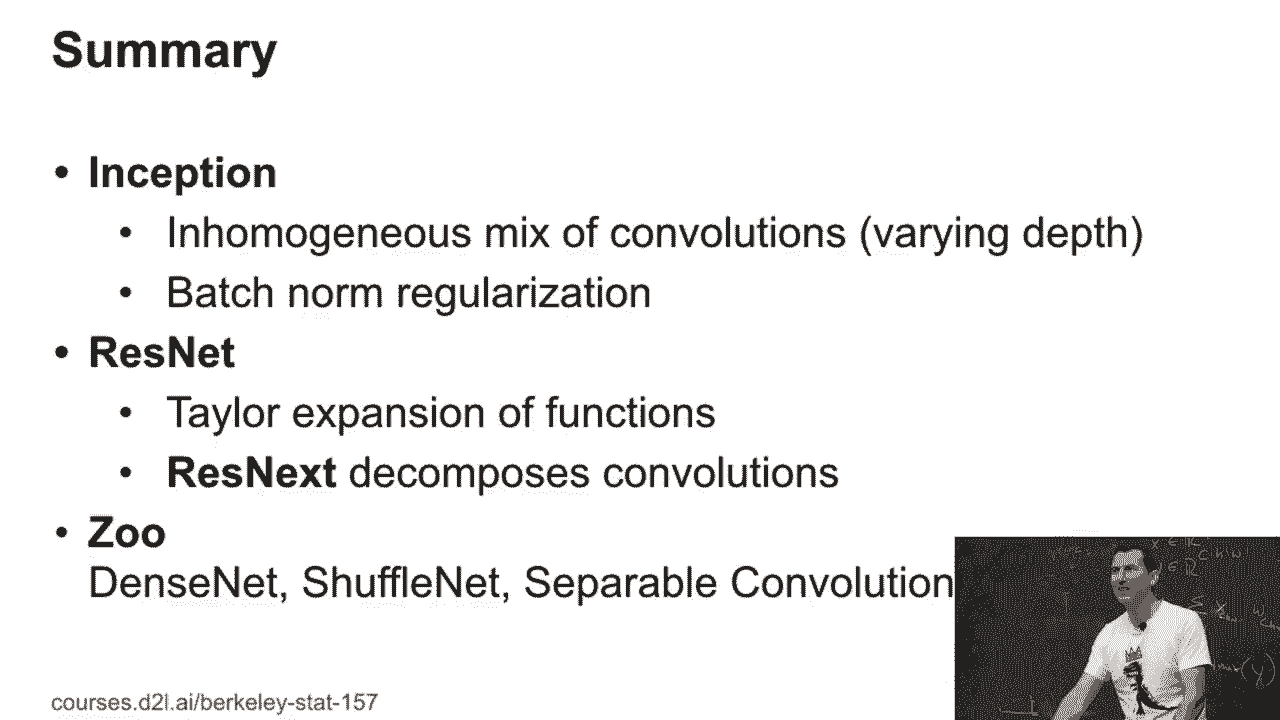 Summary
• Inception
• Inhomogeneous mix of convolutions (varying depth)
• Batch norm regularization
• ResNet
• Taylor expansion of functions
• ResNext decomposes convolutions
• Zoo
DenseNet, ShuffleNet, Separable Convolution
courses.d2l.ai/berkeley-stat-157